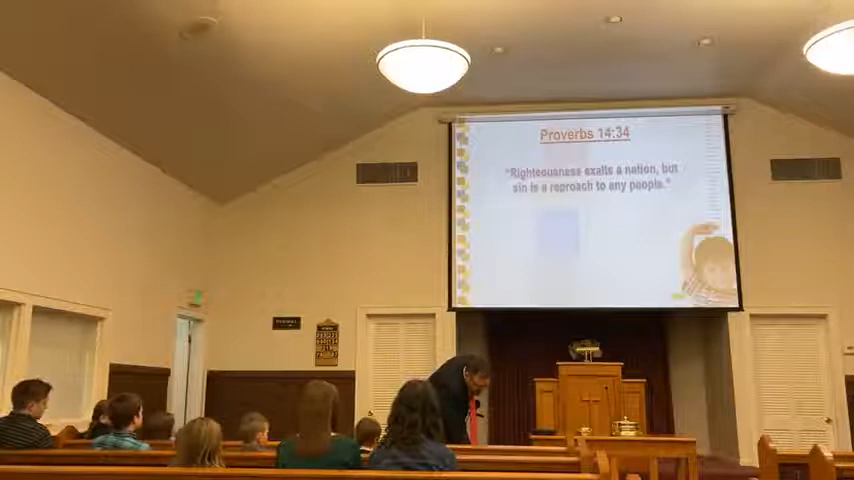 Proverbs 14:34
"Righteousness exalts a nation, but
sin is a reproach to any people."